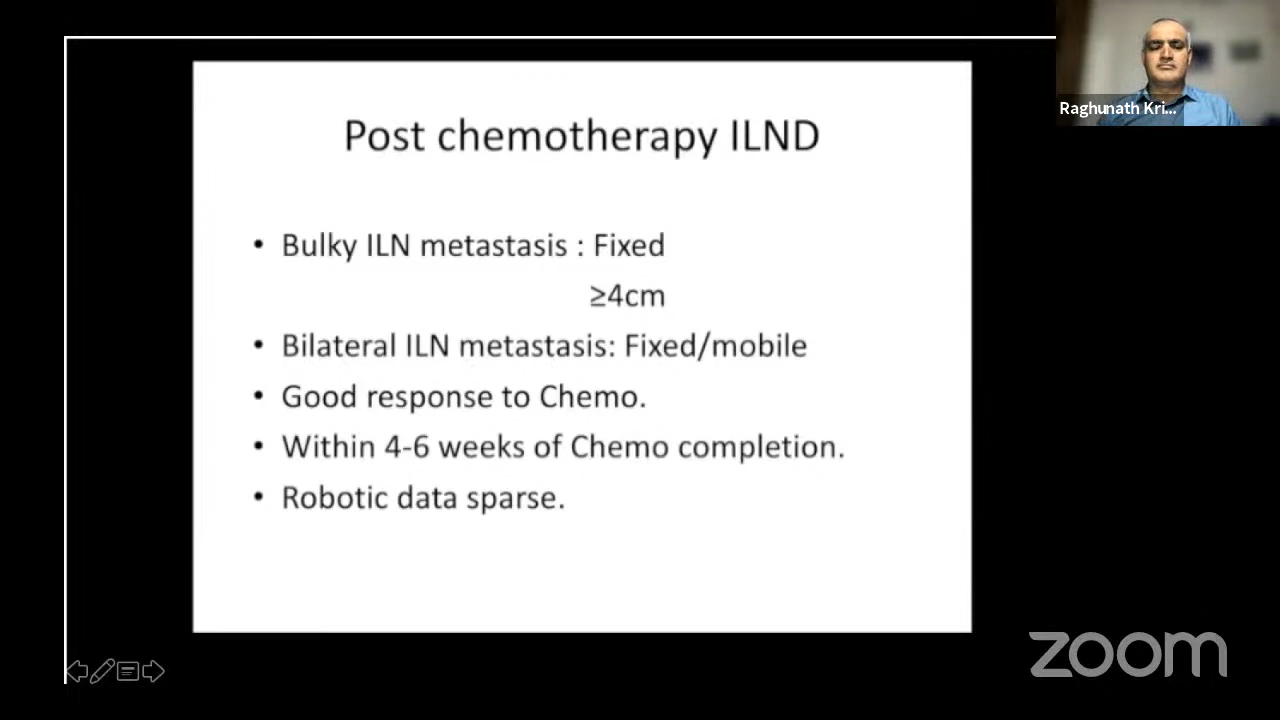 Post chemotherapy ILND
• Bulky ILN metastasis : Fixed
≥4cm
• Bilateral ILN metastasis: Fixed/mobile
• Good response to Chemo.
• Within 4-6 weeks of Chemo completion.
• Robotic data sparse.
Raghunath Kri...
zoom